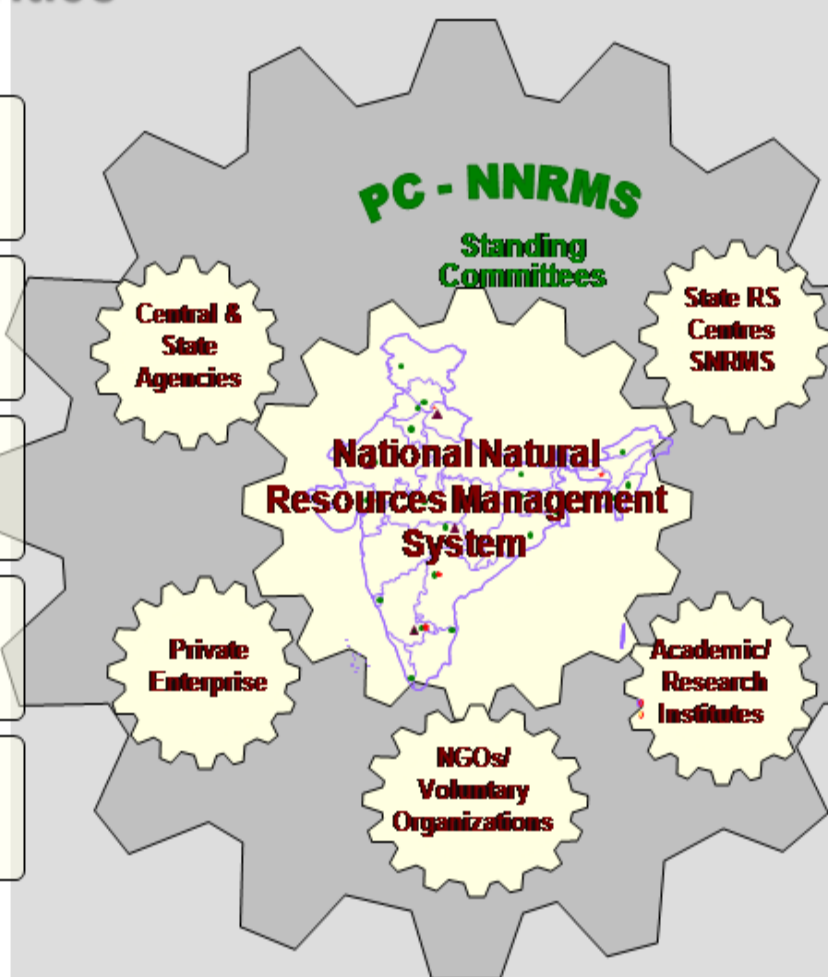 PC - NNRMS
Standing
Committees
Central &
State
Agencies
State RS
Centres
SNRMS
National Natural
Resources Management
System
Private
Enterprise
Academic/
Research
Institutes
NGOs/
Voluntary
Organizations